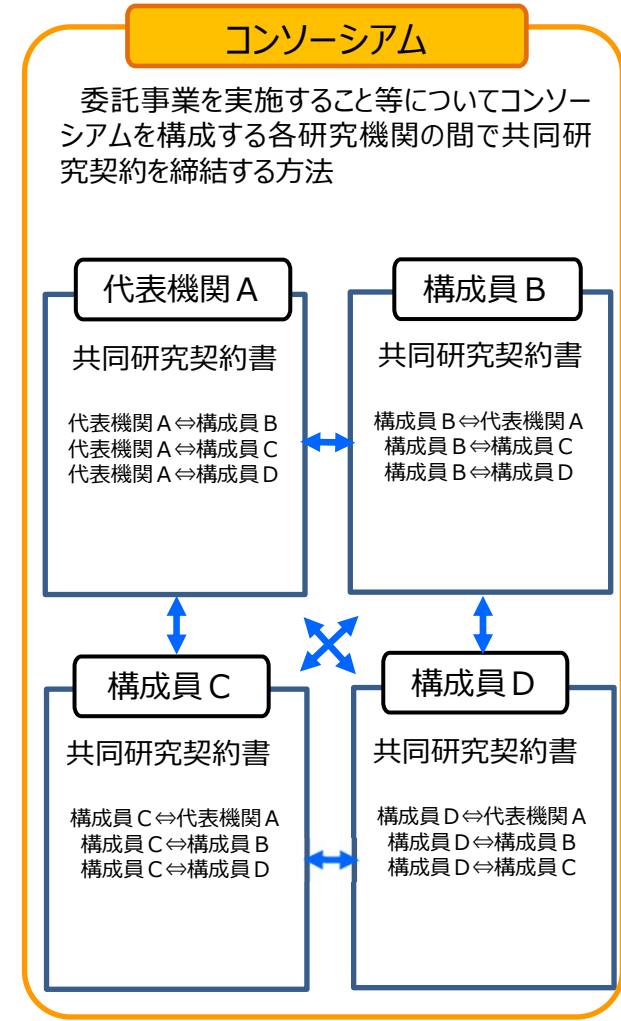 コンソーシアム
委託事業を実施すること等についてコンソー
シアムを構成する各研究機関の間で共同研
究契約を締結する方法
代表機関A
共同研究契約書
代表機関A⇔構成員B
代表機関A⇔構成員C
代表機関A⇔構成員D
構成員B
共同研究契約書
構成員B⇔代表機関A
構成員B⇔構成員C
構成員B⇔構成員D
構成員C
共同研究契約書
構成員C⇔代表機関A
構成員C⇔構成員B
構成員C⇔構成員D
構成員D
共同研究契約書
構成員D⇔代表機関A
構成員D⇔構成員B
構成員D⇔構成員C